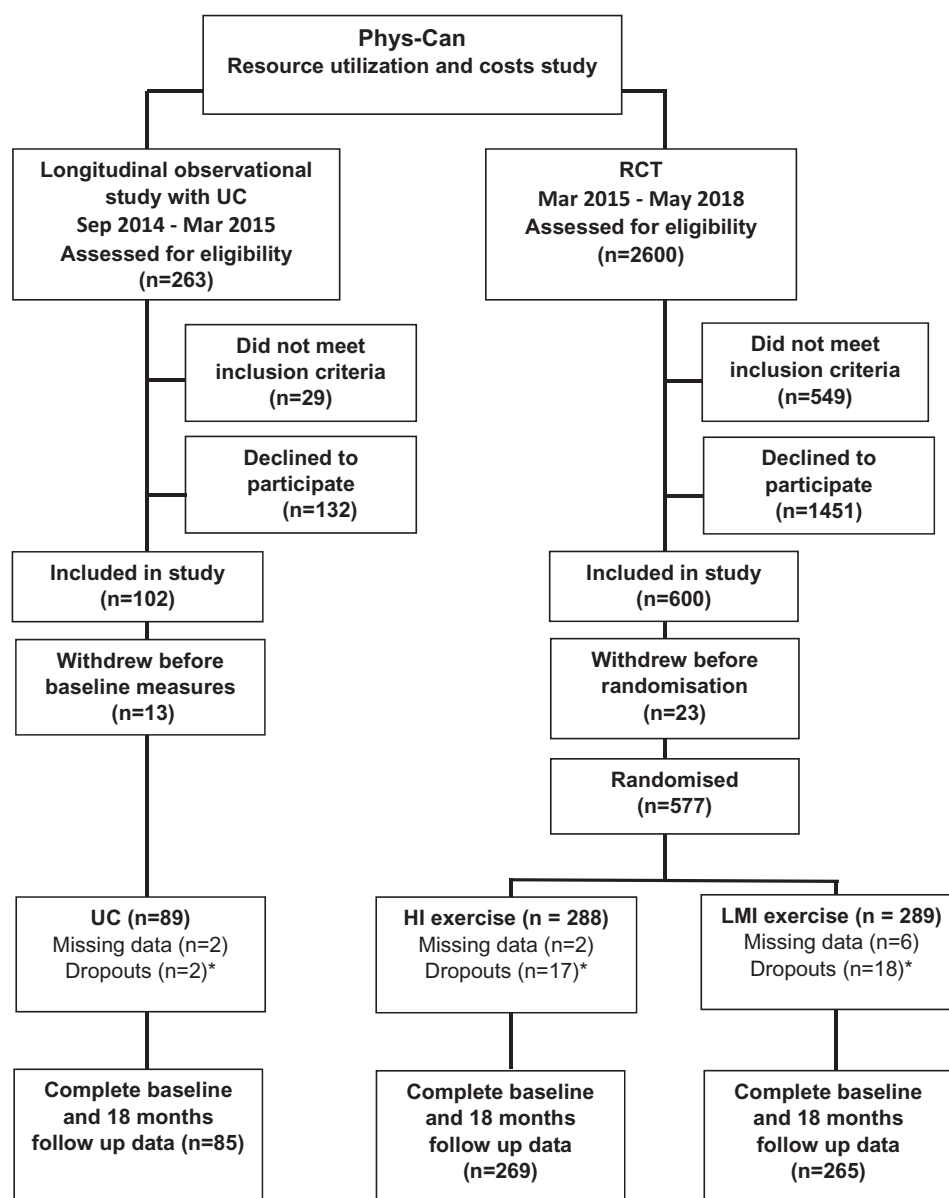 Phys-Can
Resource utilization and costs study
Longitudinal observational
study with UC
Sep 2014 - Mar 2015
Assessed for eligibility
(n=263)
RCT
Mar 2015 - May 2018
Assessed for eligibility
(n=2600)
Did not meet
inclusion criteria
(n=29)
Did not meet
inclusion criteria
(n=549)
Declined to
participate
(n=132)
Declined to
participate
(n=1451)
Included in study
(n=102)
Included in study
(n=600)
Withdrew before
baseline measures
(n=13)
Withdrew before
randomisation
(n=23)
Randomised
(n=577)
UC (n=89)
Missing data (n=2)
Dropouts (n=2)*
HI exercise (n = 288)
Missing data (n=2)
Dropouts (n=17)*
LMI exercise (n = 289)
Missing data (n=6)
Dropouts (n=18)*
Complete baseline
and 18 months
follow up data (n=85)
Complete baseline
and 18 months
follow up data
(n=269)
Complete baseline
and 18 months
follow up data
(n=265)